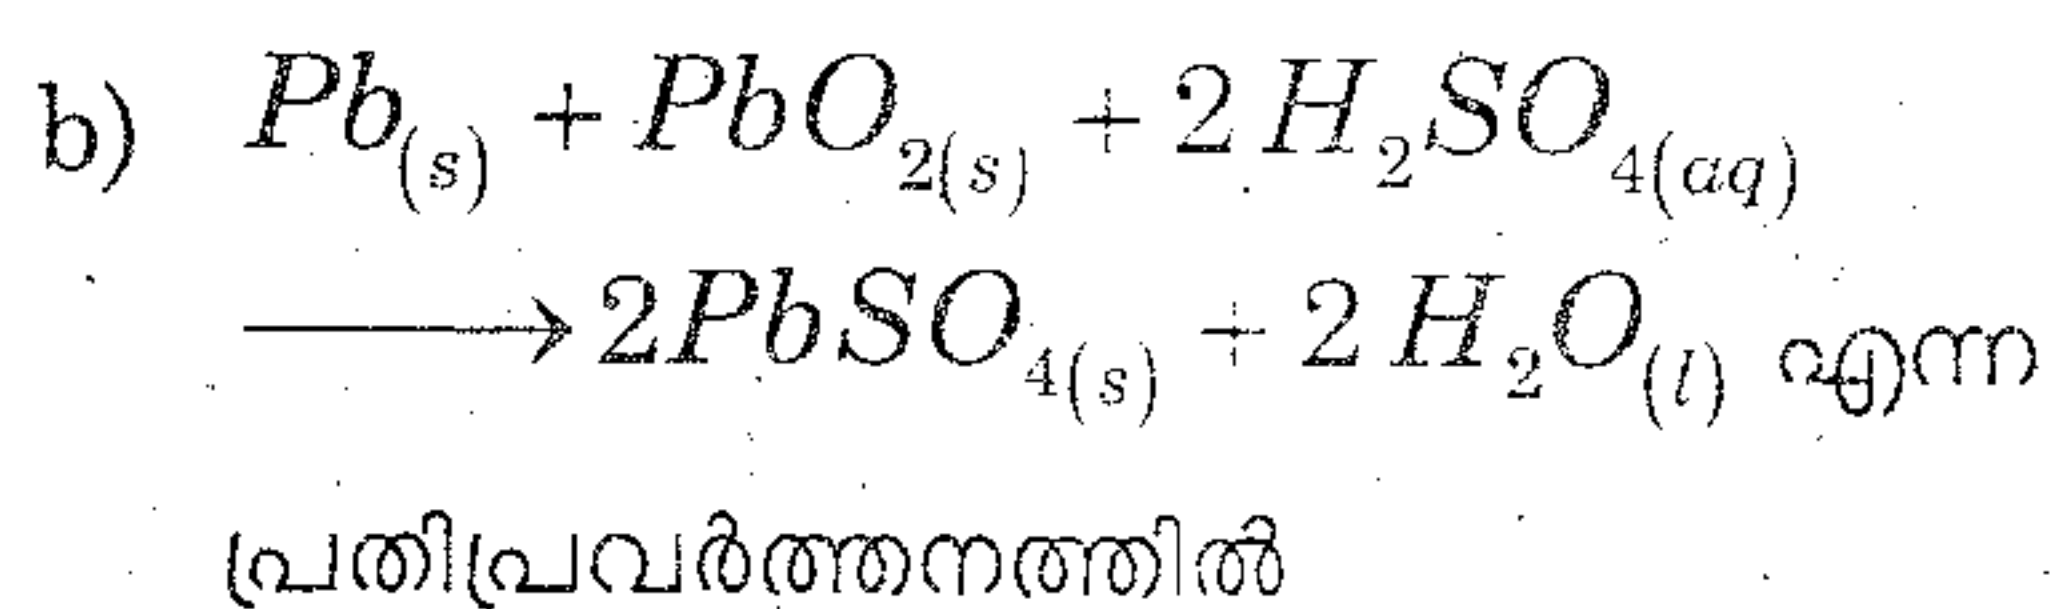 b) Pb(s) + PbO2(s) + 2H2SO4(aq)
⟶ 2PbSO4(s) + 2H2O(l) എന്ന
പ്രതിപ്രവർത്തനത്തിൽ